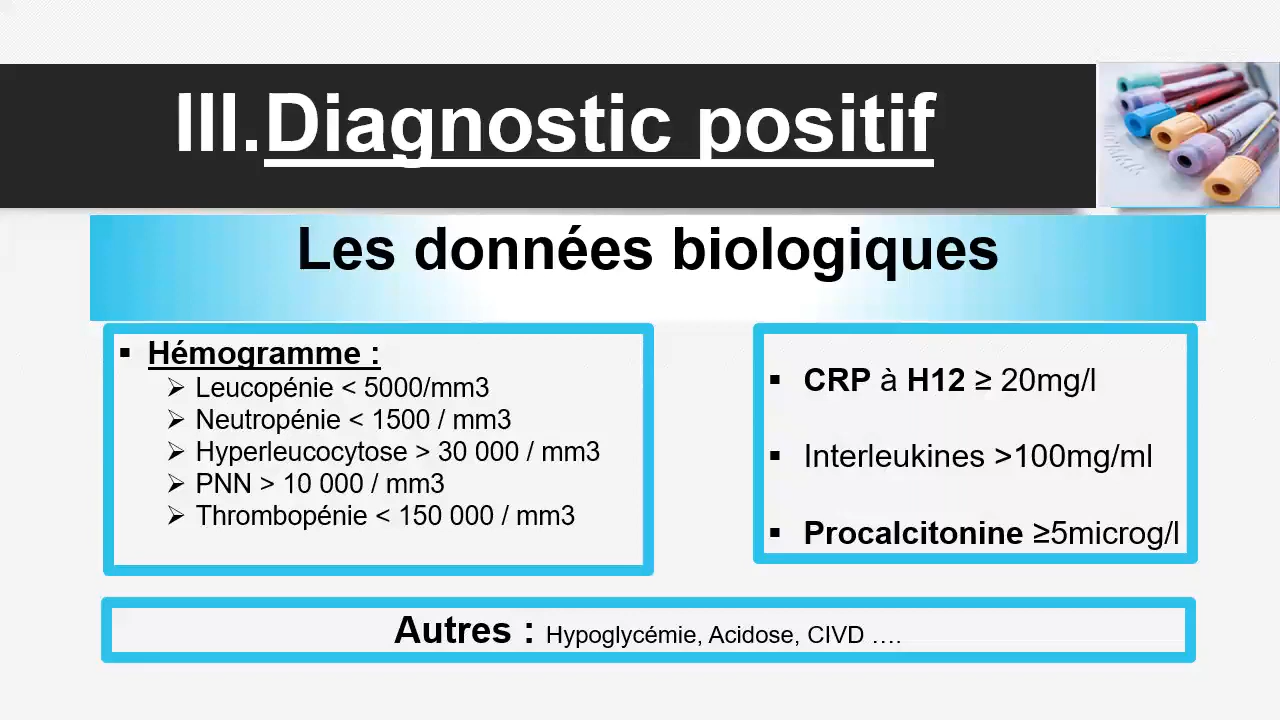 III.Diagnostic positif
Les données biologiques
▪ Hémogramme :
➢ Leucopénie < 5000/mm3
➢ Neutropénie < 1500 / mm3
➢ Hyperleucocytose > 30 000 / mm3
➢ PNN > 10 000 / mm3
➢ Thrombopénie < 150 000 / mm3
▪ CRP à H12 ≥ 20mg/l
▪ Interleukines >100mg/ml
▪ Procalcitonine ≥5microg/l
Autres : Hypoglycémie, Acidose, CIVD ….